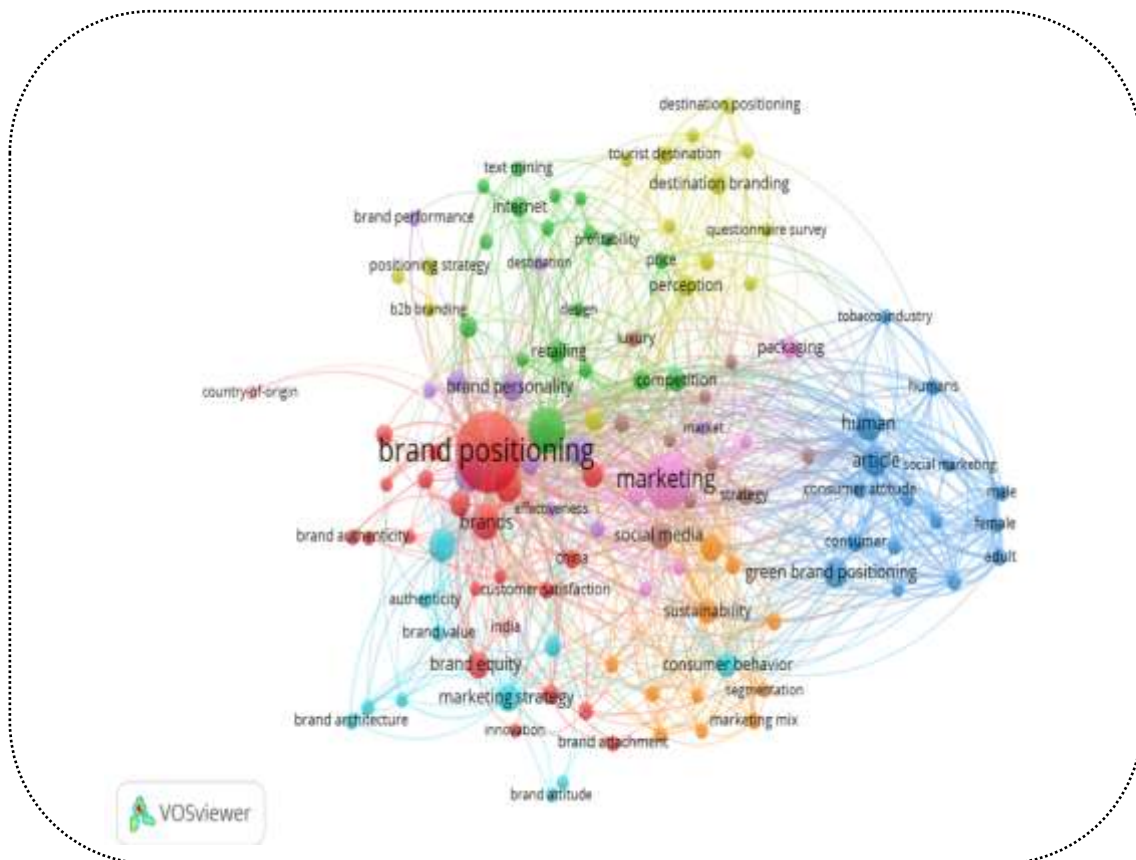 destination positioning
text mining
tourist destination
destination branding
internet
brand performance
questionnaire survey
profitability
positioning strategy
destination
price
perception
b2b branding
design
tobacco industry
luxury
retailing
packaging
competition
brand personality
humans
country-of-origin
human
market
brand positioning
article
social marketing
marketing
consumer attitude
male
strategy
effectiveness
brands
female
brand authenticity
social media
consumer
china
adult
green brand positioning
customer satisfaction
authenticity
sustainability
india
brand value
brand equity
consumer behavior
segmentation
marketing strategy
brand architecture
marketing mix
innovation
brand attachment
brand attitude
VOSviewer